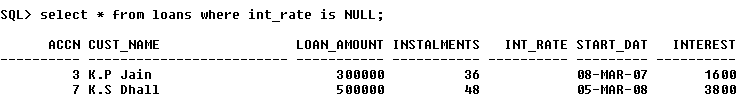 SQL> select * from loans where int_rate is NULL;
ACCN CUST_NAME LOAN_AMOUNT INSTALMENTS INT_RATE START_DAT INTEREST
---------- ------------------------- ----------- ----------- ---------- --------- ----------
3 K.P Jain 300000 36 08-MAR-07 1600
7 K.S Dhall 500000 48 05-MAR-08 3800